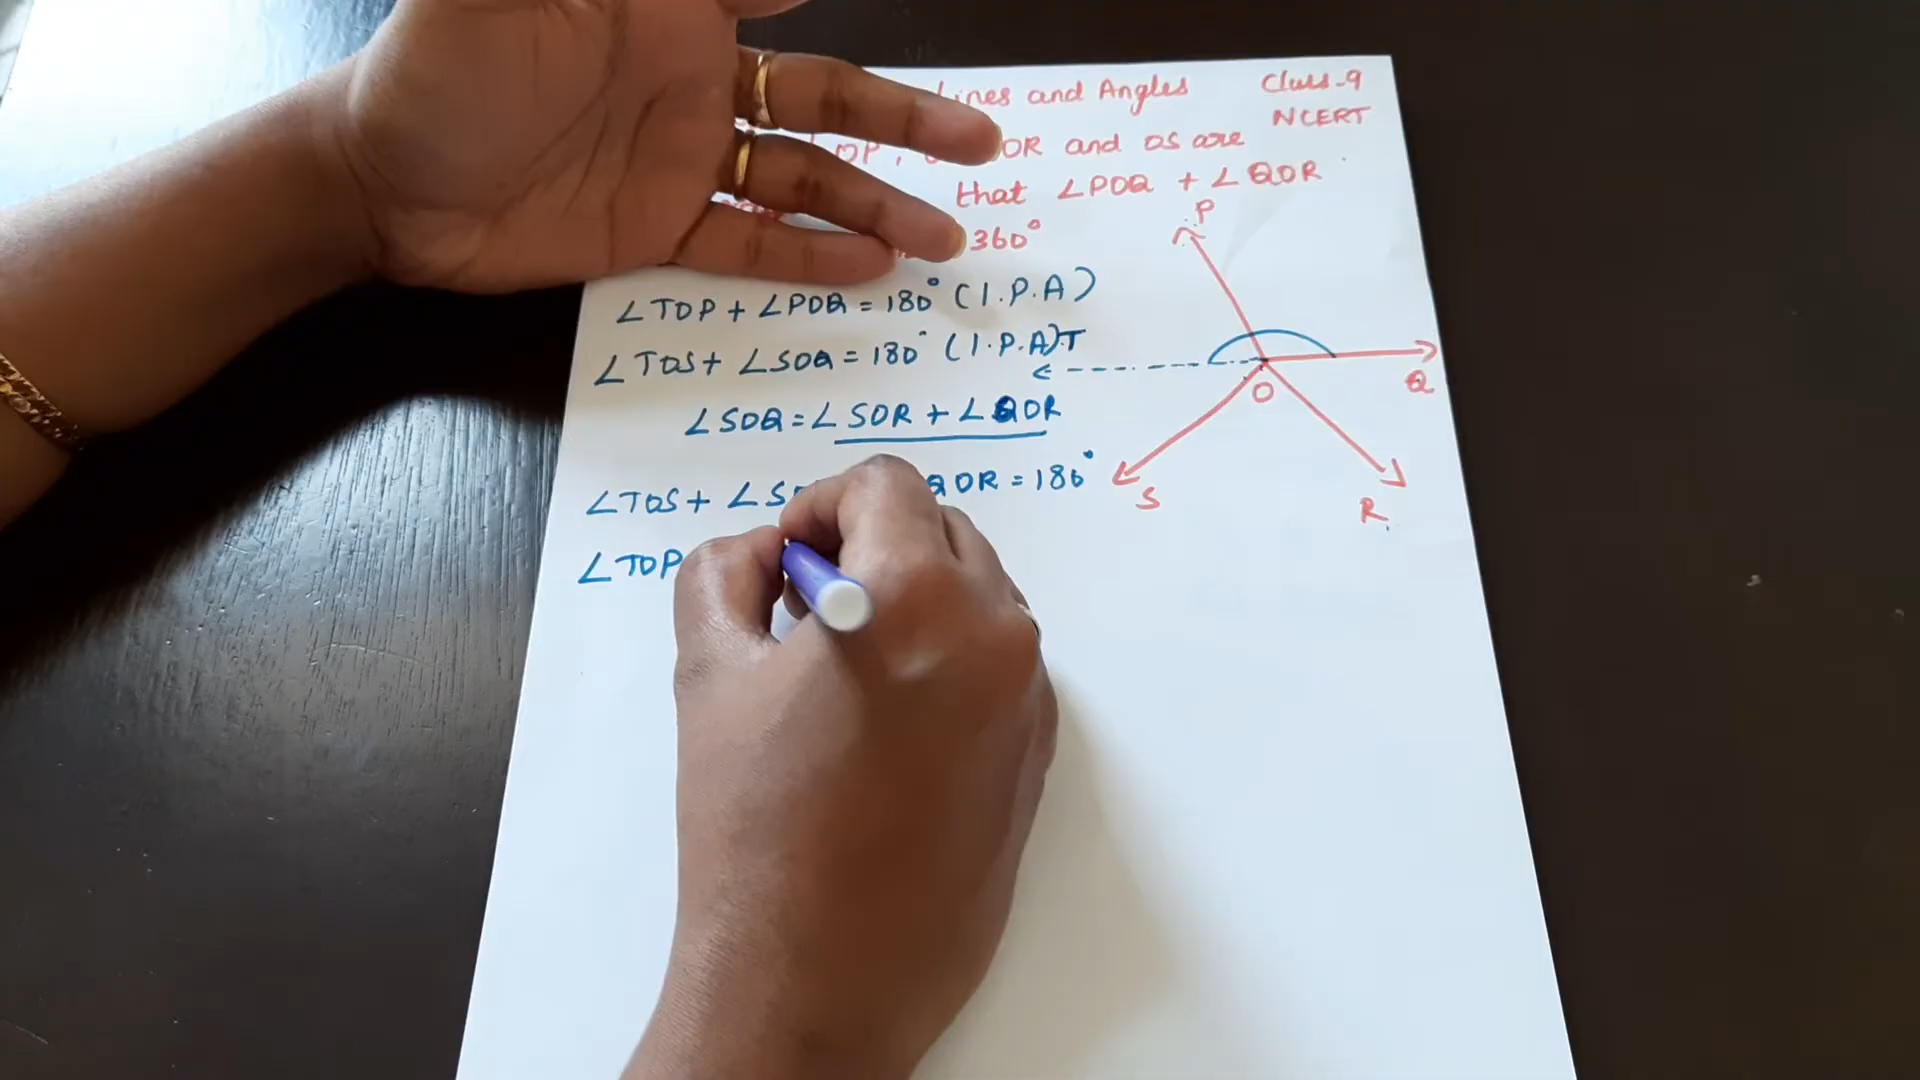 Lines and Angles Class-9
NCERT
OP, OR and OS are
that ∠POQ + ∠QOR
360°
P
∠TOP + ∠POQ = 180° (I.P.A)
∠TOS + ∠SOQ = 180° (I.P.A) T
O
Q
∠SOQ = ∠SOR + ∠QOR
∠TOS + QOR = 180°
S
R
∠TOP